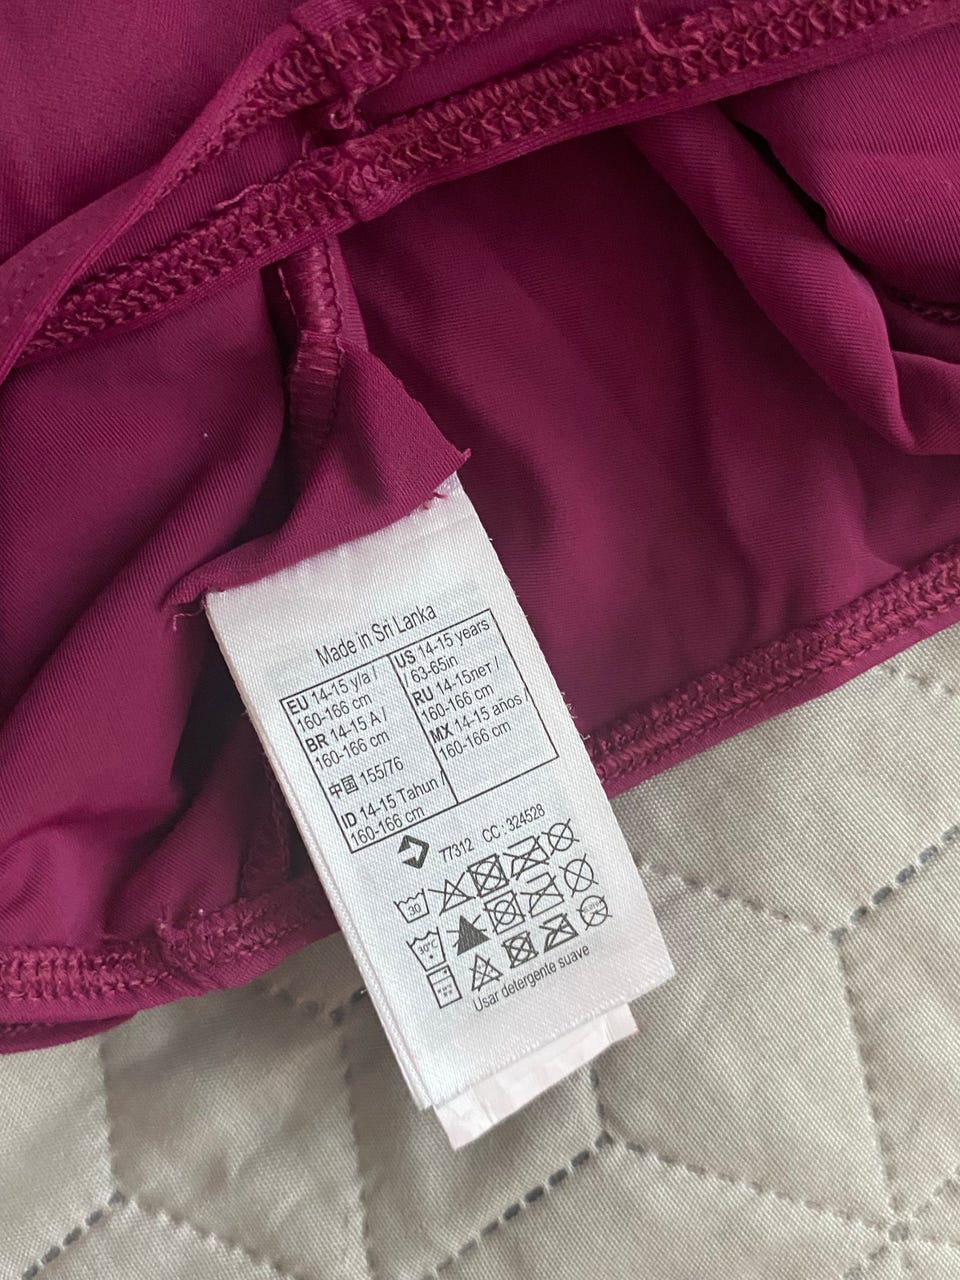 Made in Sri Lanka
EU 14-15 y/a /
160-166 cm
BR 14-15 A /
160-166 cm
中国 155/76
ID 14-15 Tahun /
160-166 cm
US 14-15 years
/ 63-65in
RU 14-15лет /
160-166 cm
MX 14-15 años /
160-166 cm
77312 CC : 324528
30
30°C
Usar detergente suave